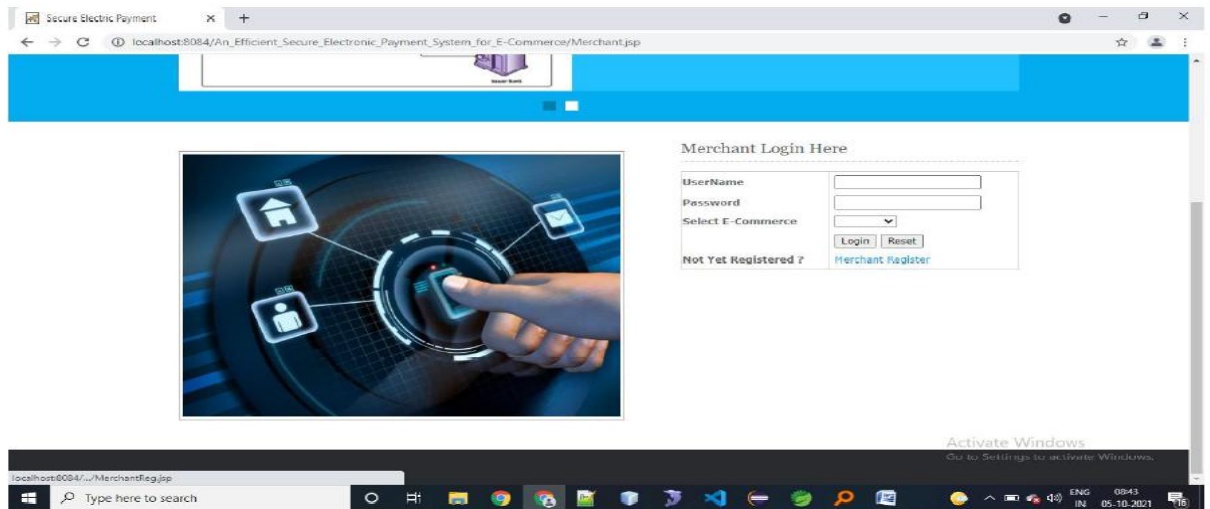 Secure Electric Payment
localhost:8084/An_Efficient_Secure_Electronic_Payment_System_for_E-Commerce/Merchant.jsp
Merchant Login Here
UserName
Password
Select E-Commerce
Login Reset
Not Yet Registered ? Merchant Register
Activate Windows
Go to Settings to activate Windows.
localhost:8084/.../MerchantReg.jsp
Type here to search
ENG 08:43
IN 05-10-2021
16